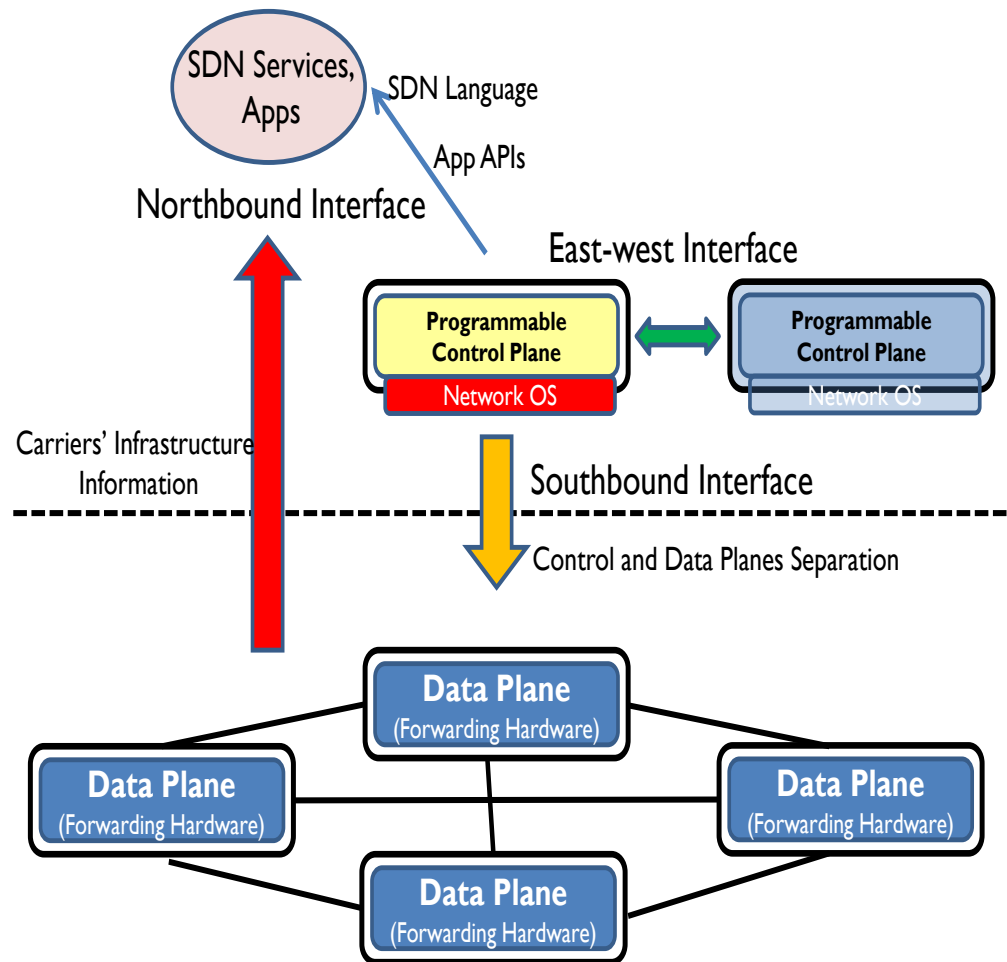 SDN Services,
Apps
SDN Language
App APIs
Northbound Interface
East-west Interface
Programmable
Control Plane
Network OS
Programmable
Control Plane
Network OS
Carriers’ Infrastructure
Information
Southbound Interface
Control and Data Planes Separation
Data Plane
(Forwarding Hardware)
Data Plane
(Forwarding Hardware)
Data Plane
(Forwarding Hardware)
Data Plane
(Forwarding Hardware)